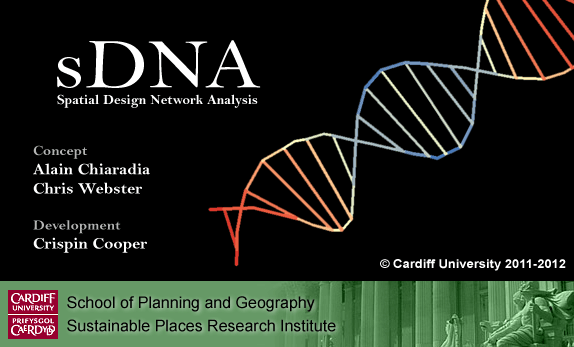 sDNA
Spatial Design Network Analysis
Concept
Alain Chiaradia
Chris Webster
Development
Crispin Cooper
© Cardiff University 2011-2012
CARDIFF
UNIVERSITY
PRIFYSGOL
CAERDYDD
School of Planning and Geography
Sustainable Places Research Institute